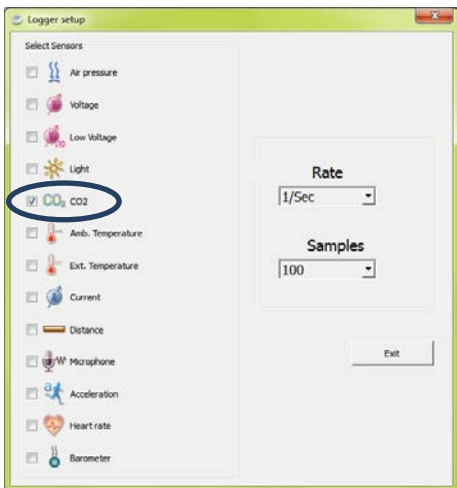 Logger setup
Select Sensors
Air pressure
Voltage
x10 Low Voltage
Light
CO₂ CO2
Amb. Temperature
Ext. Temperature
Current
Distance
Microphone
a Acceleration
Heart rate
Barometer
Rate
1/Sec
Samples
100
Exit